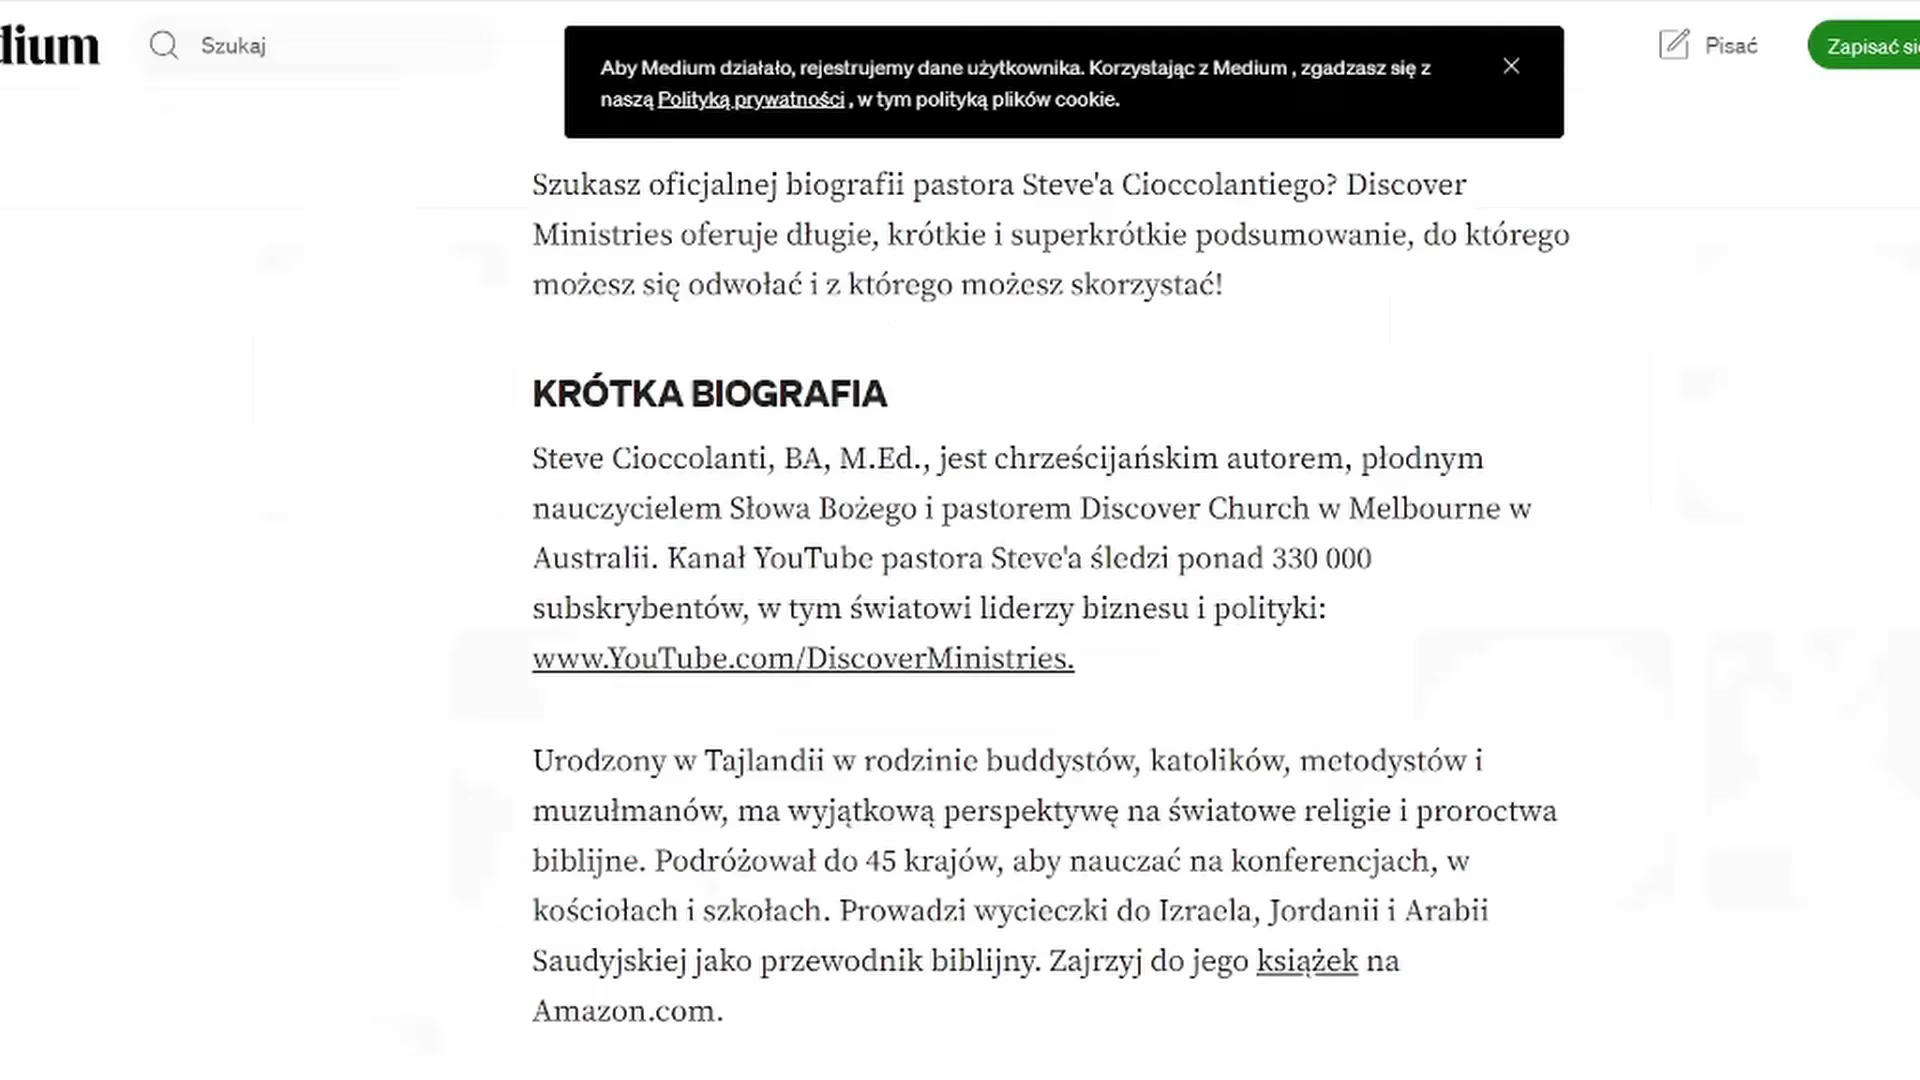 dium
Szukaj
Aby Medium działało, rejestrujemy dane użytkownika. Korzystając z Medium , zgadzasz się z
naszą Polityką prywatności , w tym polityką plików cookie.
Pisać
Zapisać
Szukasz oficjalnej biografii pastora Steve'a Cioccolantiego? Discover
Ministries oferuje długie, krótkie i superkrótkie podsumowanie, do którego
możesz się odwołać i z którego możesz skorzystać!
KRÓTKA BIOGRAFIA
Steve Cioccolanti, BA, M.Ed., jest chrześcijańskim autorem, płodnym
nauczycielem Słowa Bożego i pastorem Discover Church w Melbourne w
Australii. Kanał YouTube pastora Steve'a śledzi ponad 330 000
subskrybentów, w tym światowi liderzy biznesu i polityki:
www.YouTube.com/DiscoverMinistries.
Urodzony w Tajlandii w rodzinie buddystów, katolików, metodystów i
muzułmanów, ma wyjątkową perspektywę na światowe religie i proroctwa
biblijne. Podróżował do 45 krajów, aby nauczać na konferencjach, w
kościołach i szkołach. Prowadzi wycieczki do Izraela, Jordanii i Arabii
Saudyjskiej jako przewodnik biblijny. Zajrzyj do jego książek na
Amazon.com.